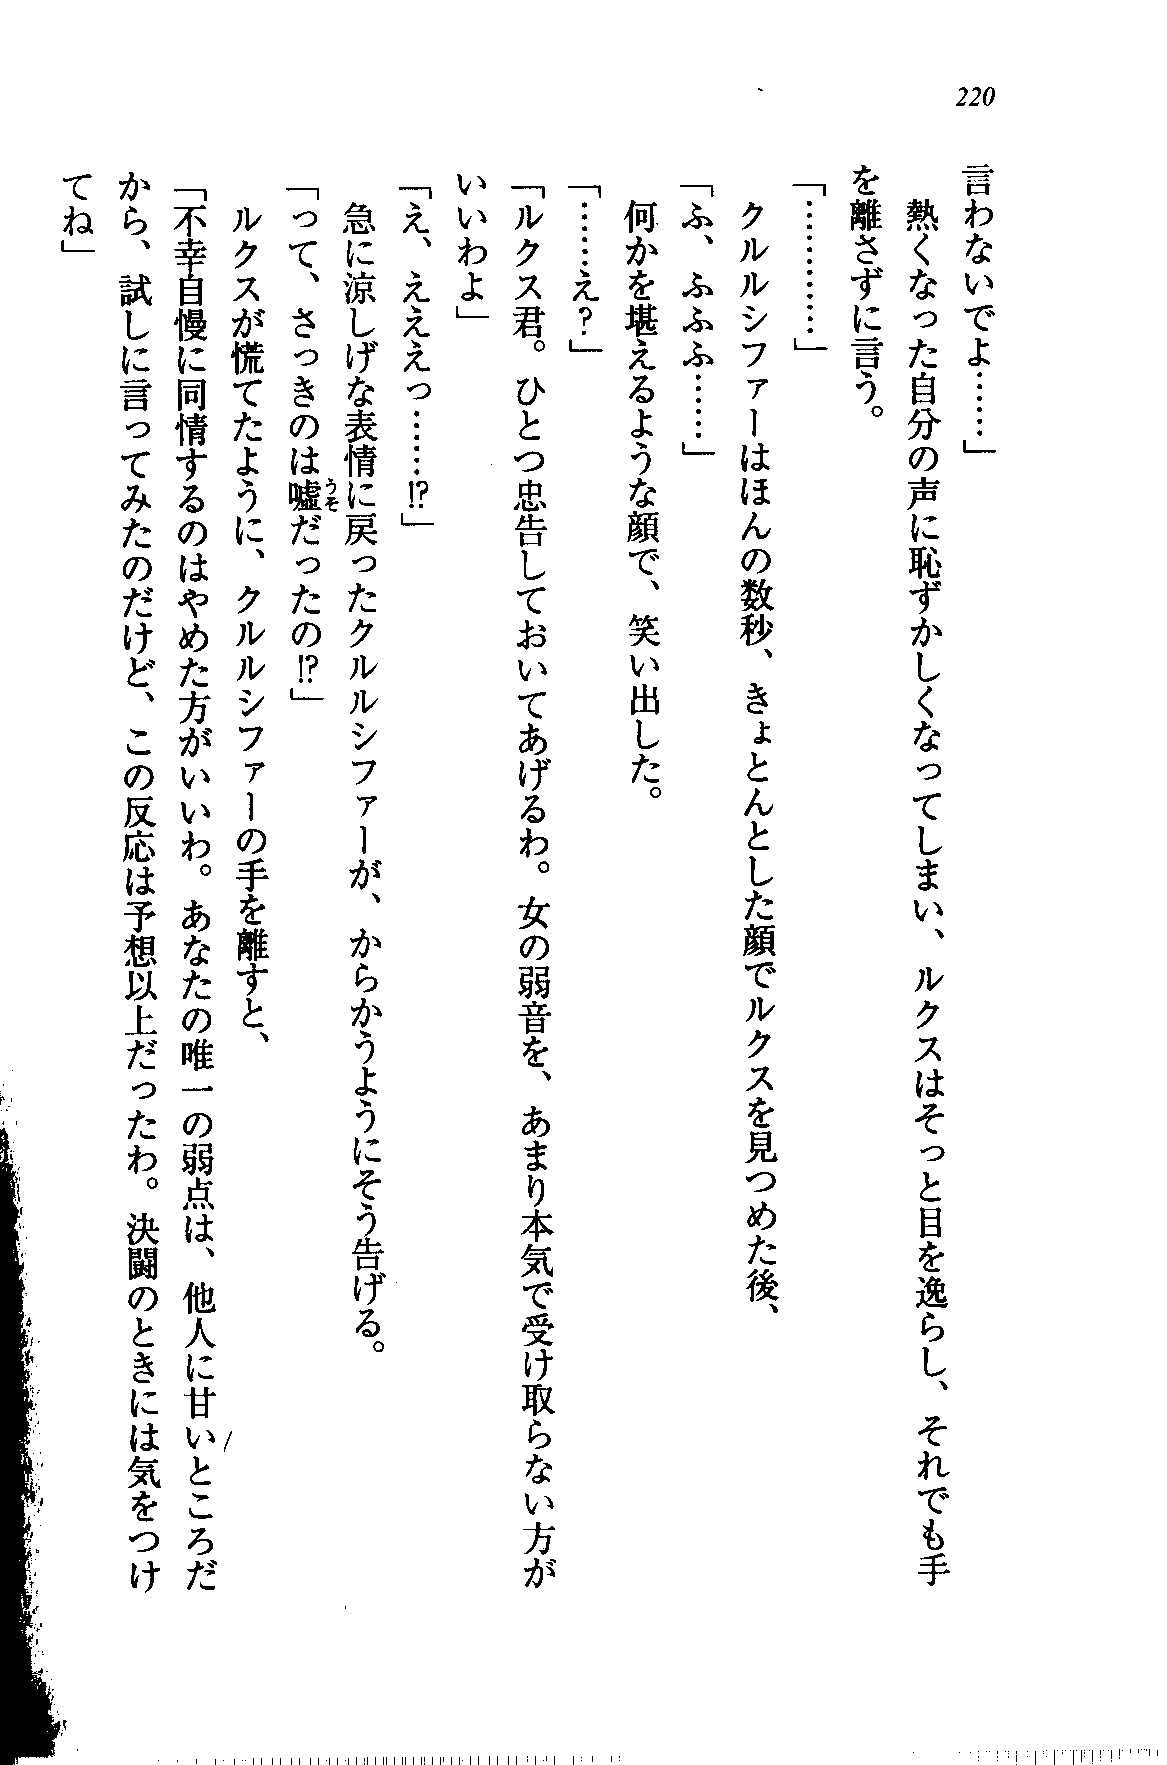 220
言わないでよ……」
　熱くなった自分の声に恥ずかしくなってしまい、ルクスはそっと目を逸らし、それでも手
を離さずに言う。
「…………」
　クルルシファーはほんの数秒、きょとんとした顔でルクスを見つめた後、
「ふ、ふふふ……」
　何かを堪えるような顔で、笑い出した。
「……え？」
「ルクス君。ひとつ忠告しておいてあげるわ。女の弱音を、あまり本気で受け取らない方が
いいわよ」
「え、えええっ……!?」
　急に涼しげな表情に戻ったクルルシファーが、からかうようにそう告げる。
「って、さっきのは嘘うそだったの!?」
　ルクスが慌てたように、クルルシファーの手を離すと、
「不幸自慢に同情するのはやめた方がいいわ。あなたの唯一の弱点は、他人に甘いところだ
から、試しに言ってみたのだけど、この反応は予想以上だったわ。決闘のときには気をつけ
てね」